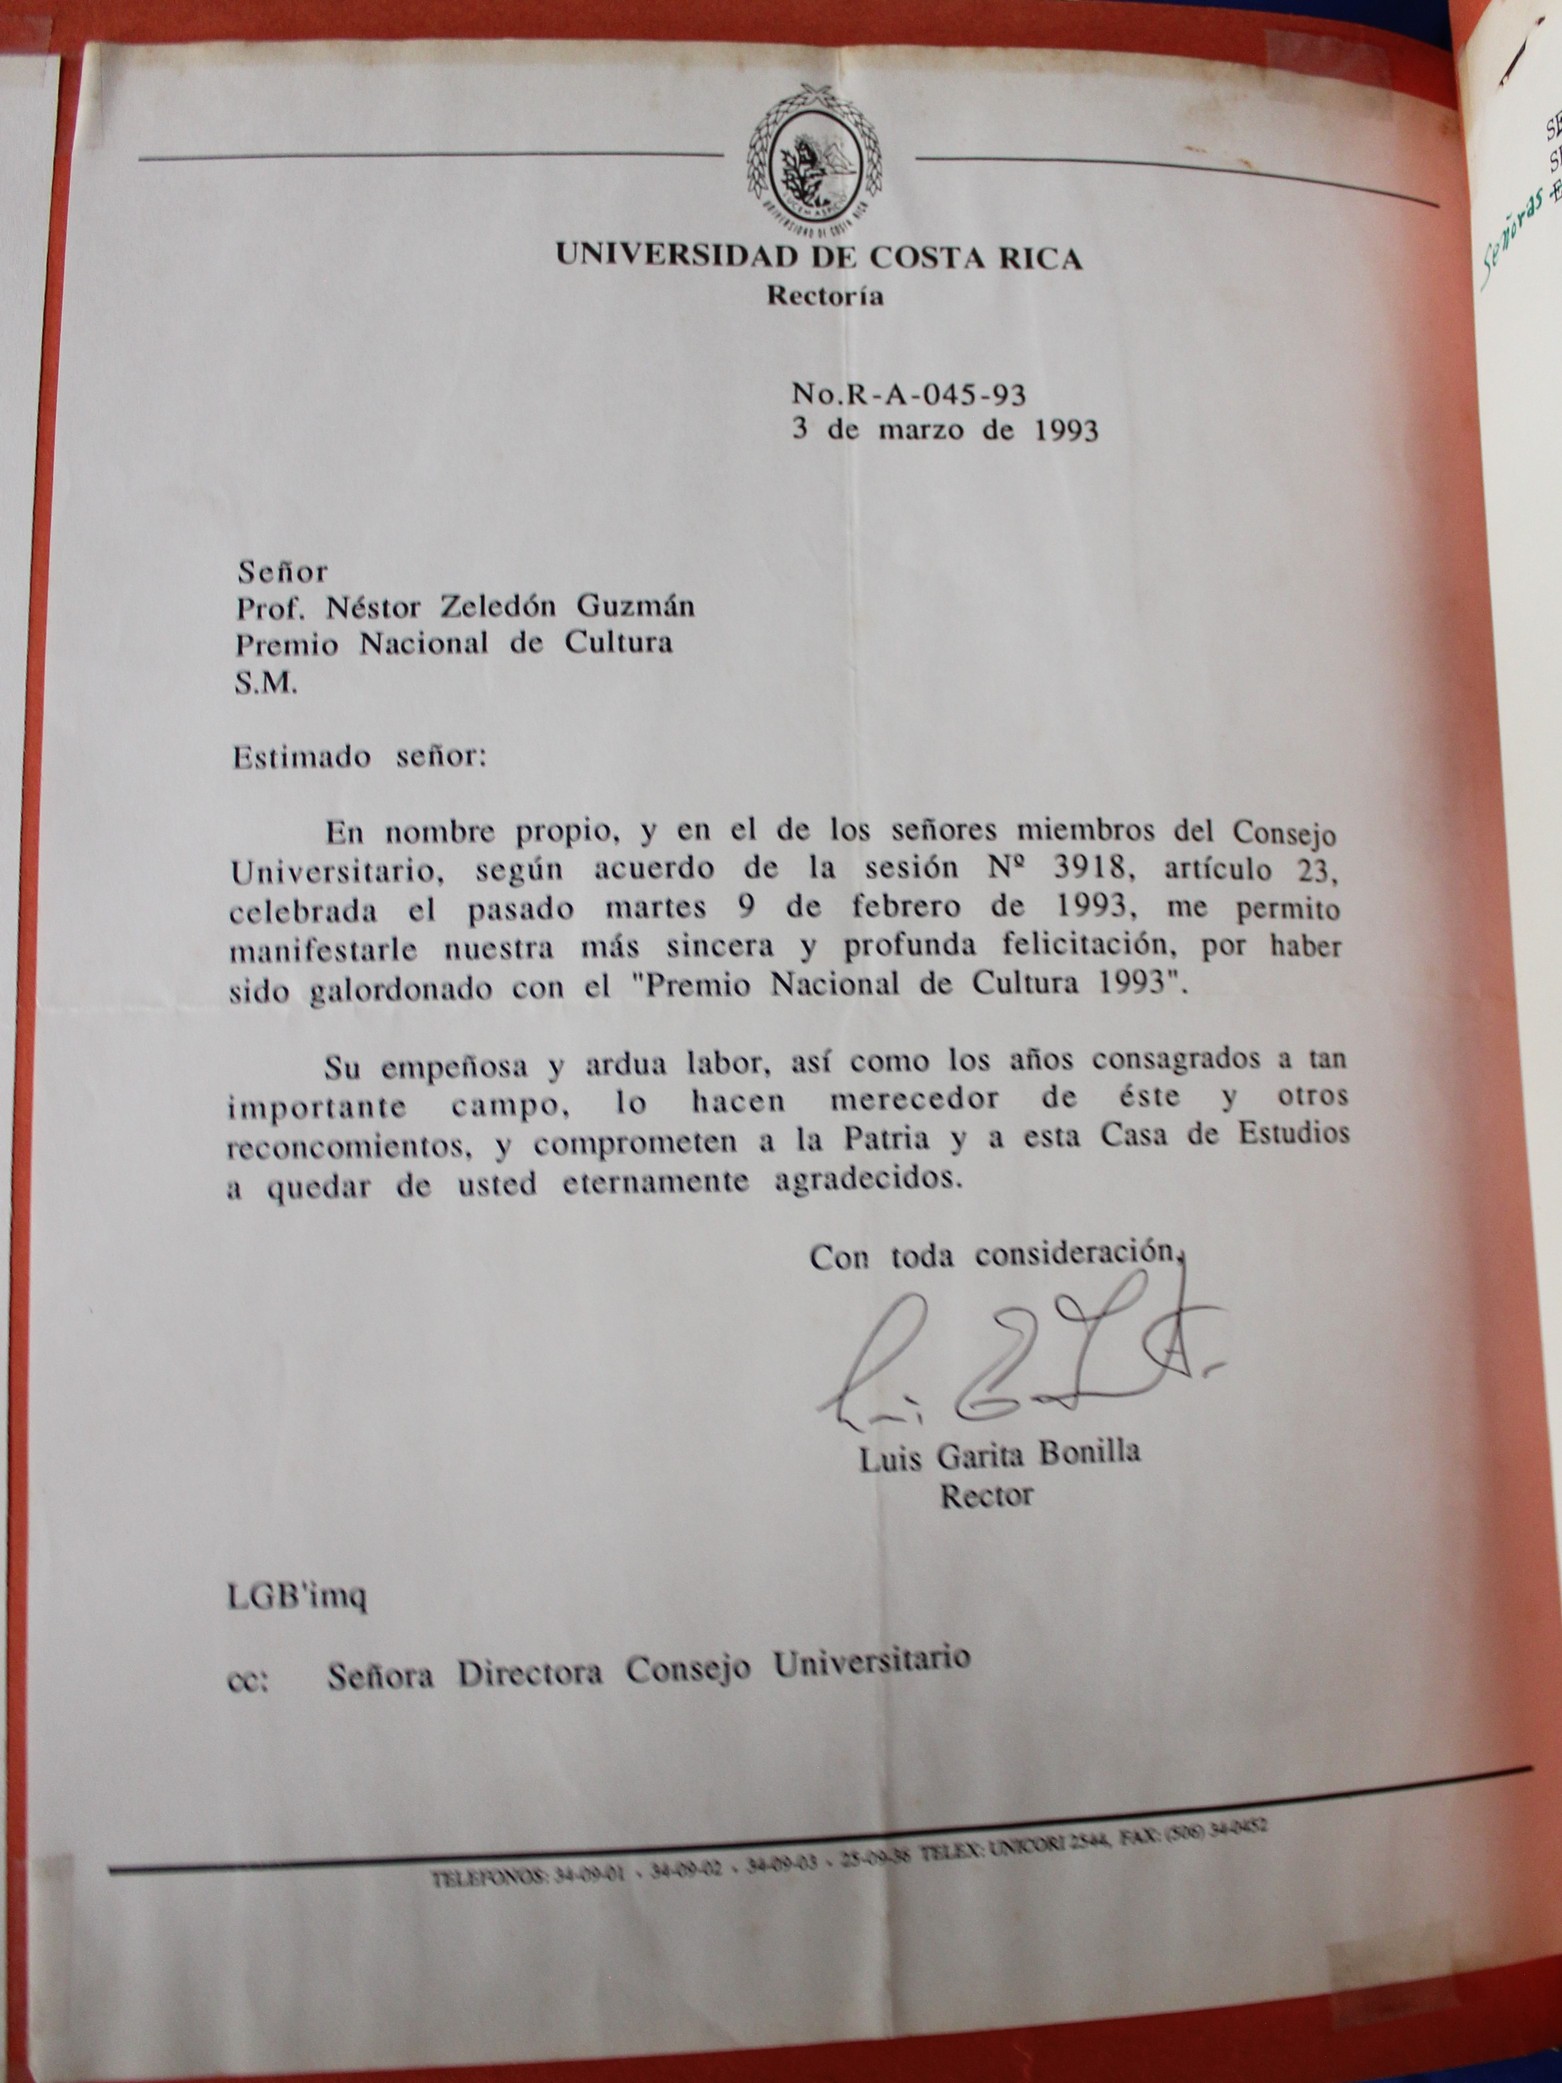 LUCEM ASPICIO
UNIVERSIDAD DE COSTA RICA
UNIVERSIDAD DE COSTA RICA
Rectoría
No.R-A-045-93
3 de marzo de 1993
Señor
Prof. Néstor Zeledón Guzmán
Premio Nacional de Cultura
S.M.
Estimado señor:
En nombre propio, y en el de los señores miembros del Consejo
Universitario, según acuerdo de la sesión Nº 3918, artículo 23,
celebrada el pasado martes 9 de febrero de 1993, me permito
manifestarle nuestra más sincera y profunda felicitación, por haber
sido galordonado con el "Premio Nacional de Cultura 1993".
Su empeñosa y ardua labor, así como los años consagrados a tan
importante campo, lo hacen merecedor de éste y otros
reconcomientos, y comprometen a la Patria y a esta Casa de Estudios
a quedar de usted eternamente agradecidos.
Con toda consideración,
Luis Garita Bonilla
Rector
LGB'imq
cc: Señora Directora Consejo Universitario
TELEFONOS: 34-09-01 - 34-09-02 - 34-09-03 - 25-09-36 TELEX: UNICORI 2544, FAX: (506) 34-0452
Señoras